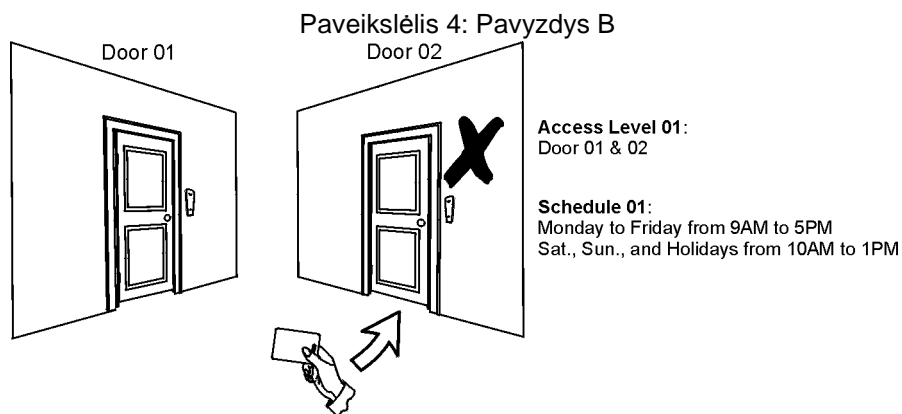 Paveikslėlis 4: Pavyzdys B
Door 01
Door 02
Access Level 01:
Door 01 & 02
Schedule 01:
Monday to Friday from 9AM to 5PM
Sat., Sun., and Holidays from 10AM to 1PM